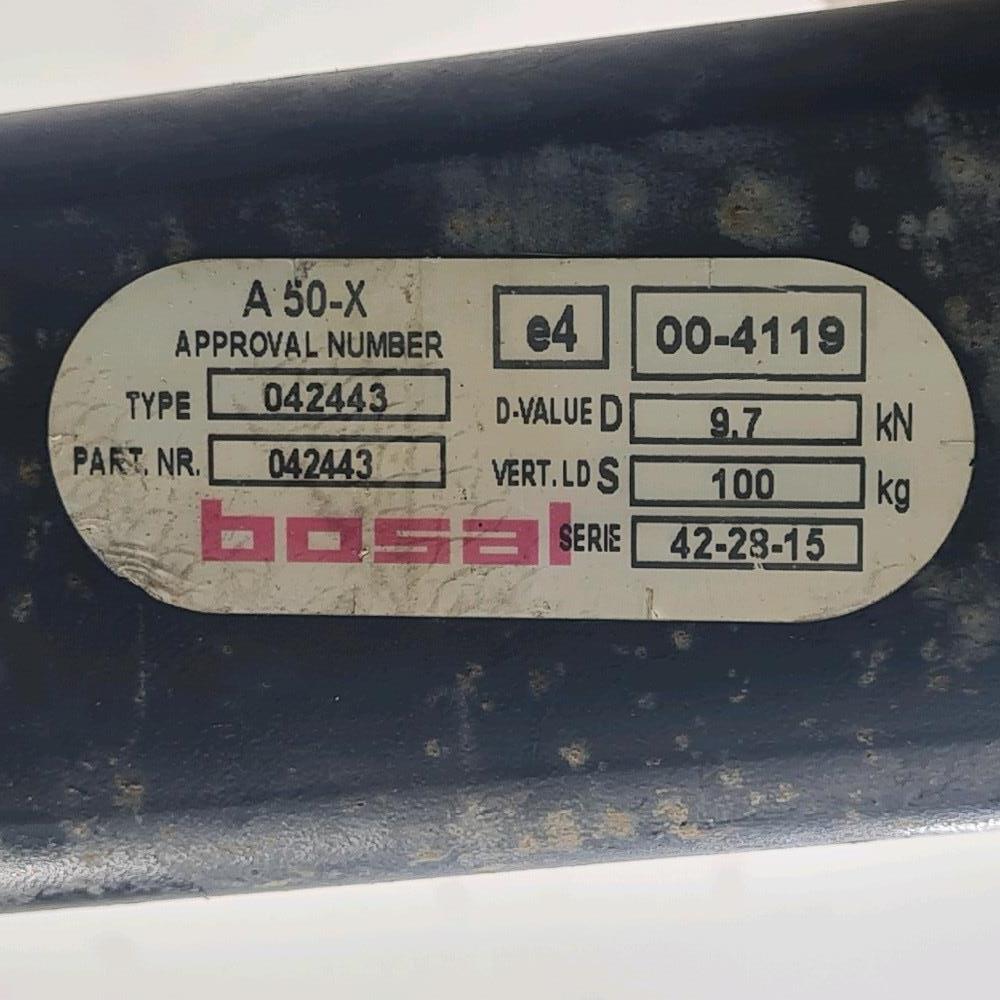 A 50-X
APPROVAL NUMBER
e4 00-4119
TYPE 042443
D-VALUE D 9.7 kN
PART. NR. 042443
VERT. LD S 100 kg
bosal
SERIE 42-28-15